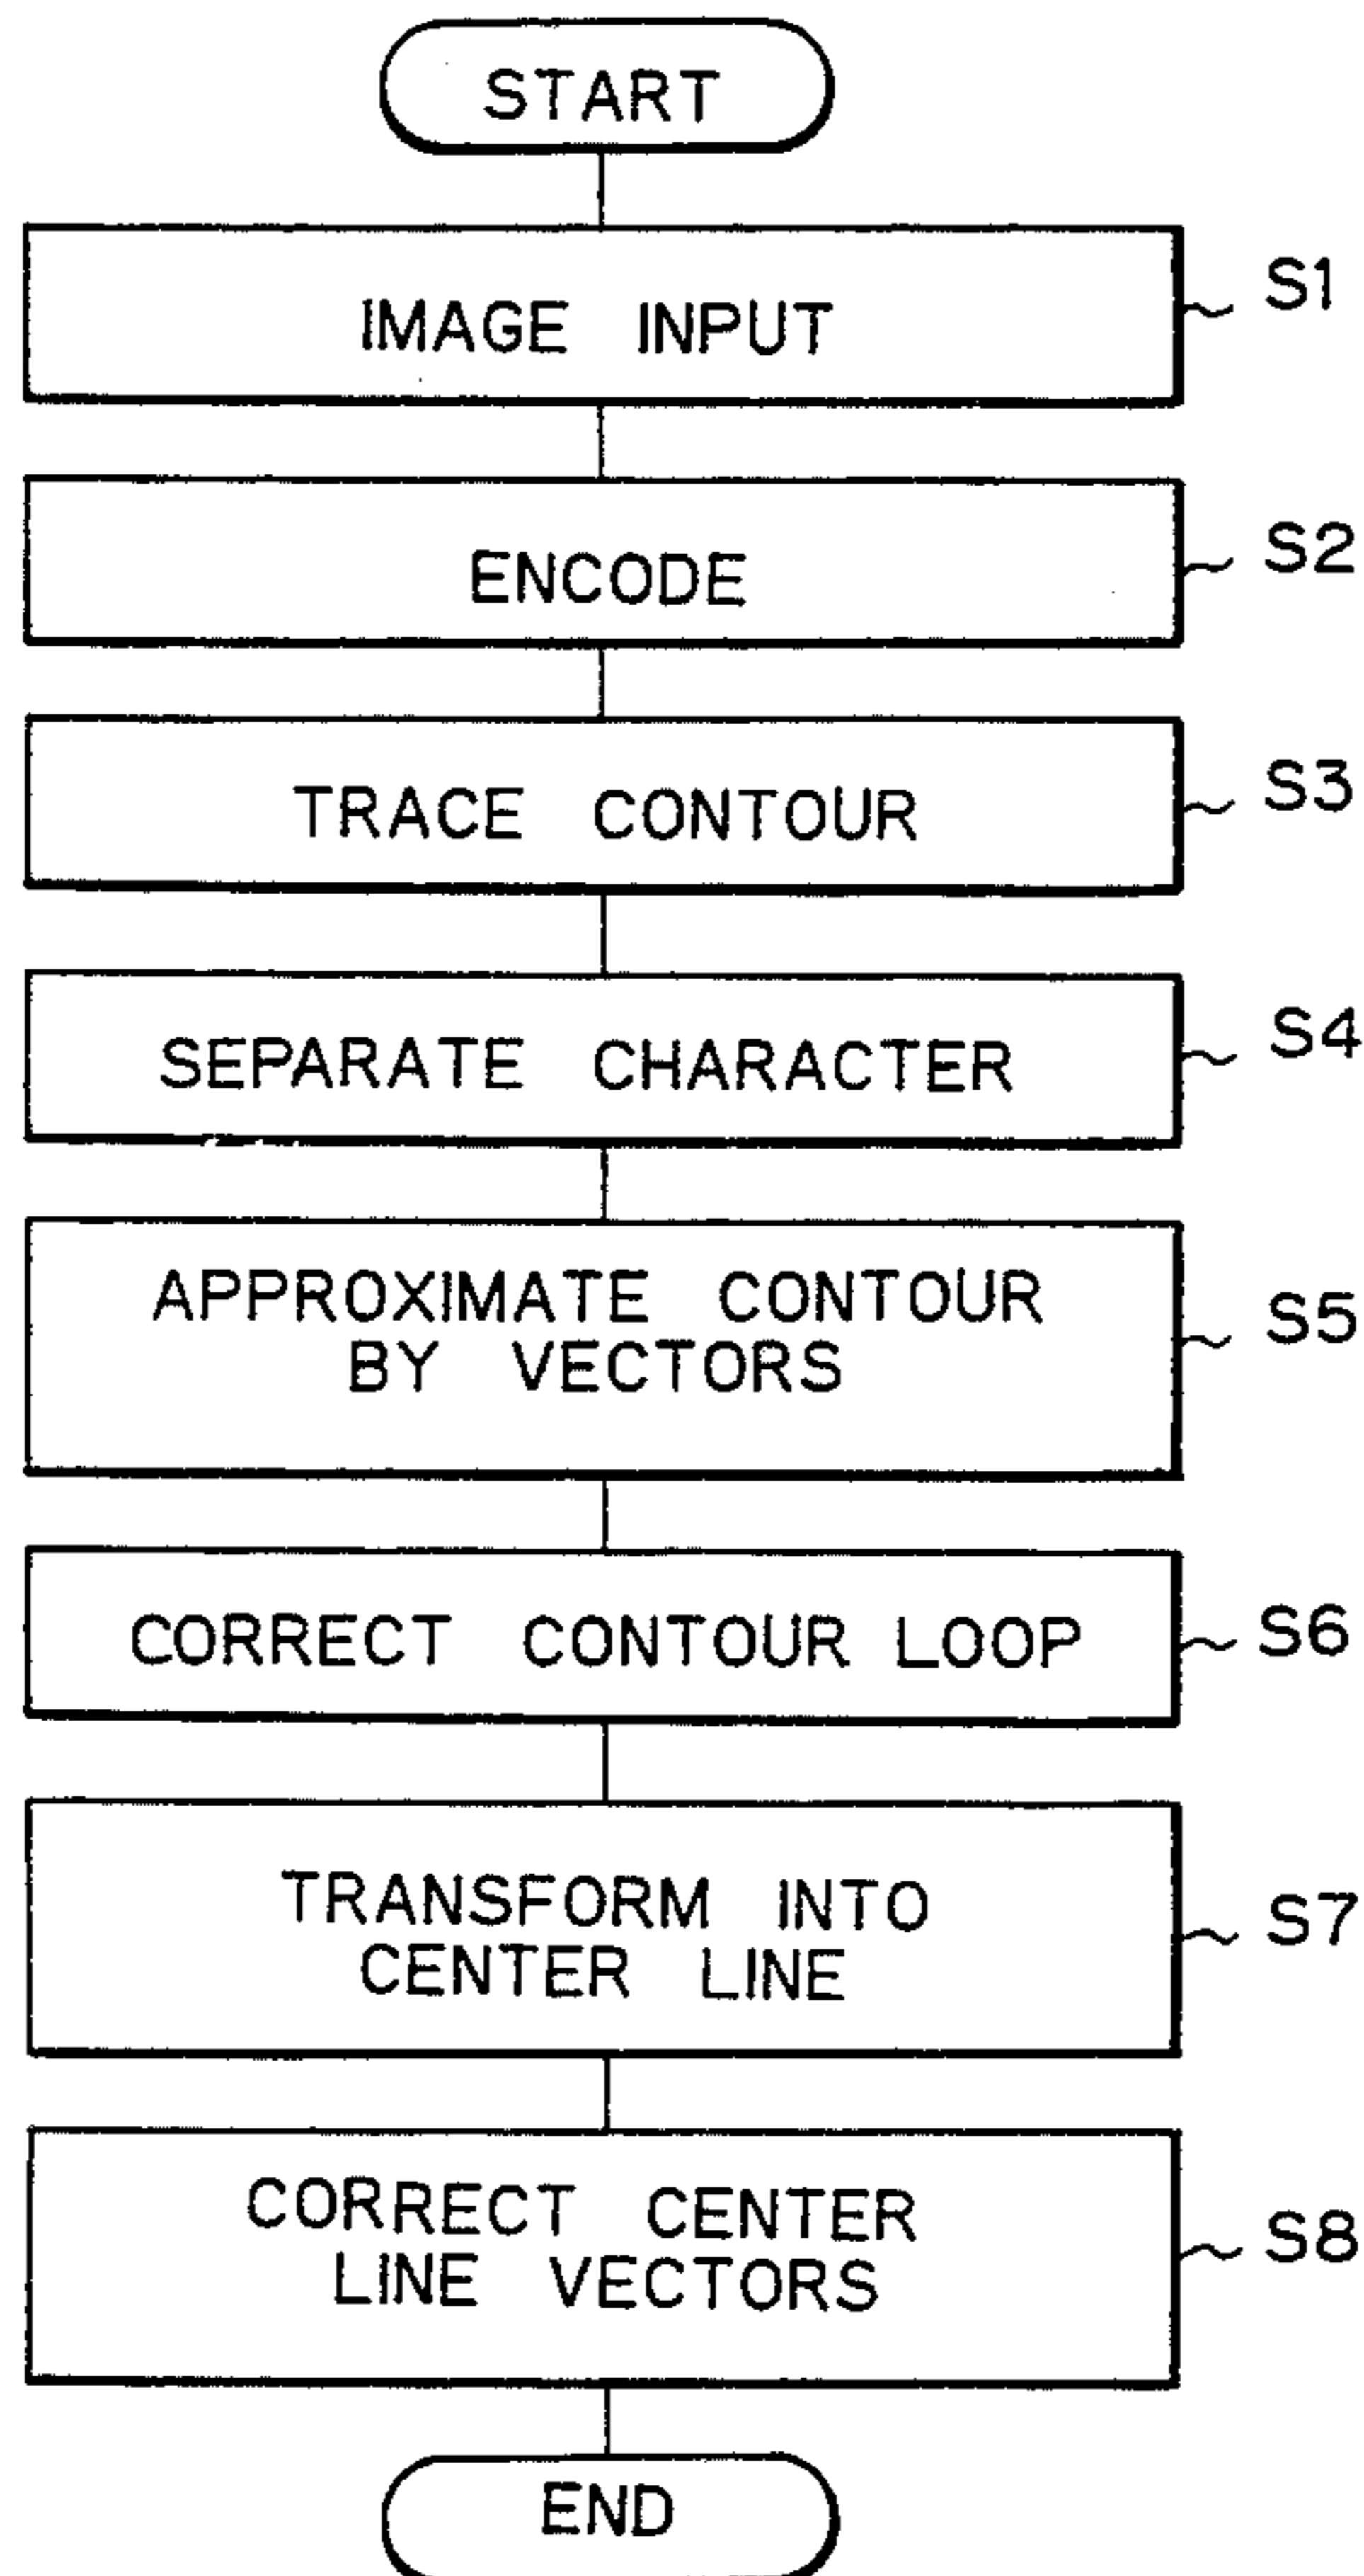 START
IMAGE INPUT
S1
ENCODE
S2
TRACE CONTOUR
S3
SEPARATE CHARACTER
S4
APPROXIMATE CONTOUR
BY VECTORS
S5
CORRECT CONTOUR LOOP
S6
TRANSFORM INTO
CENTER LINE
S7
CORRECT CENTER
LINE VECTORS
S8
END